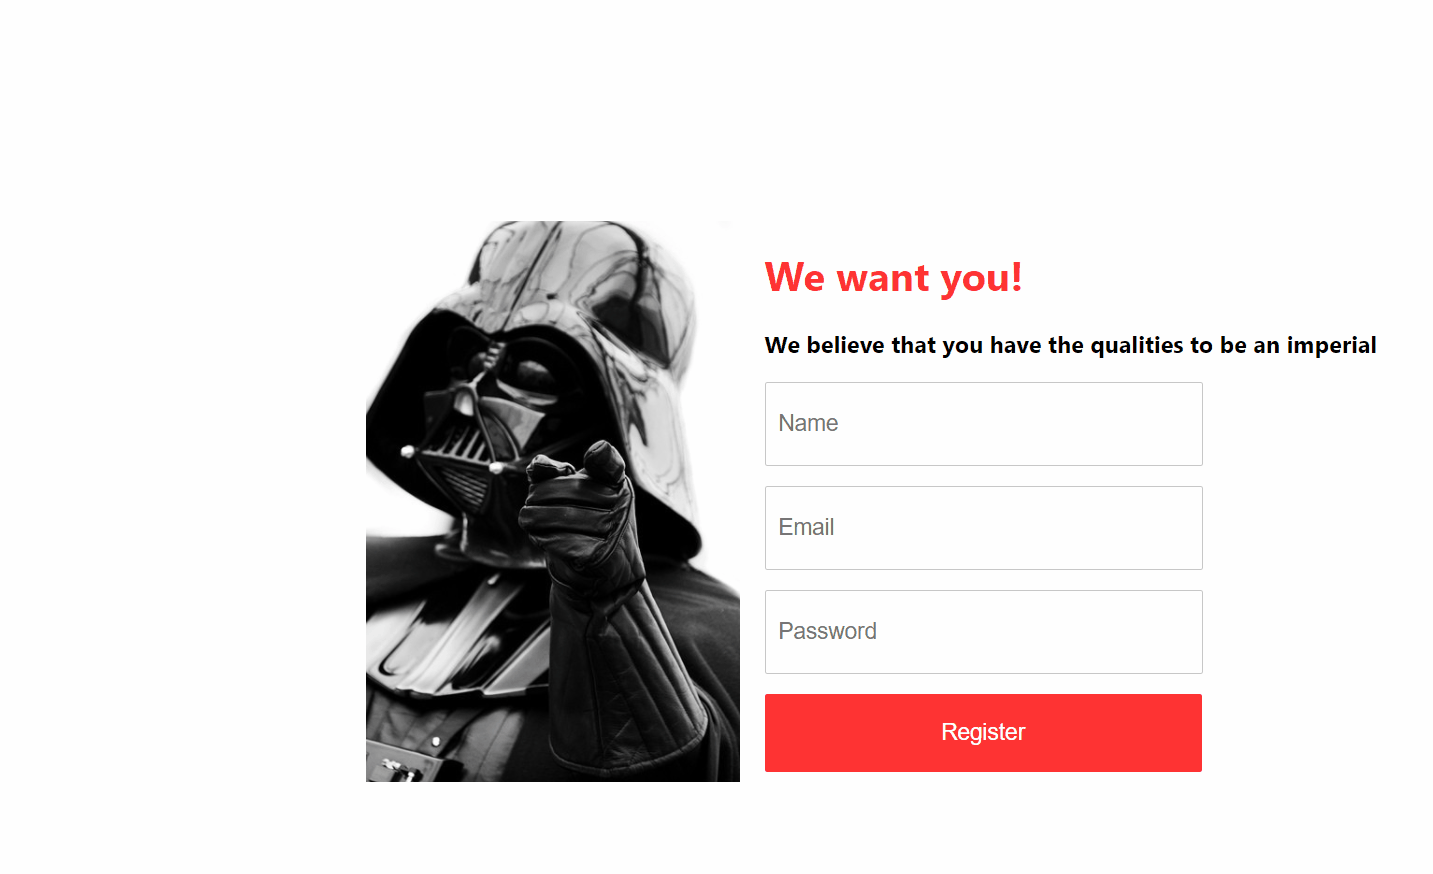 We want you!
We believe that you have the qualities to be an imperial
Name
Email
Password
Register